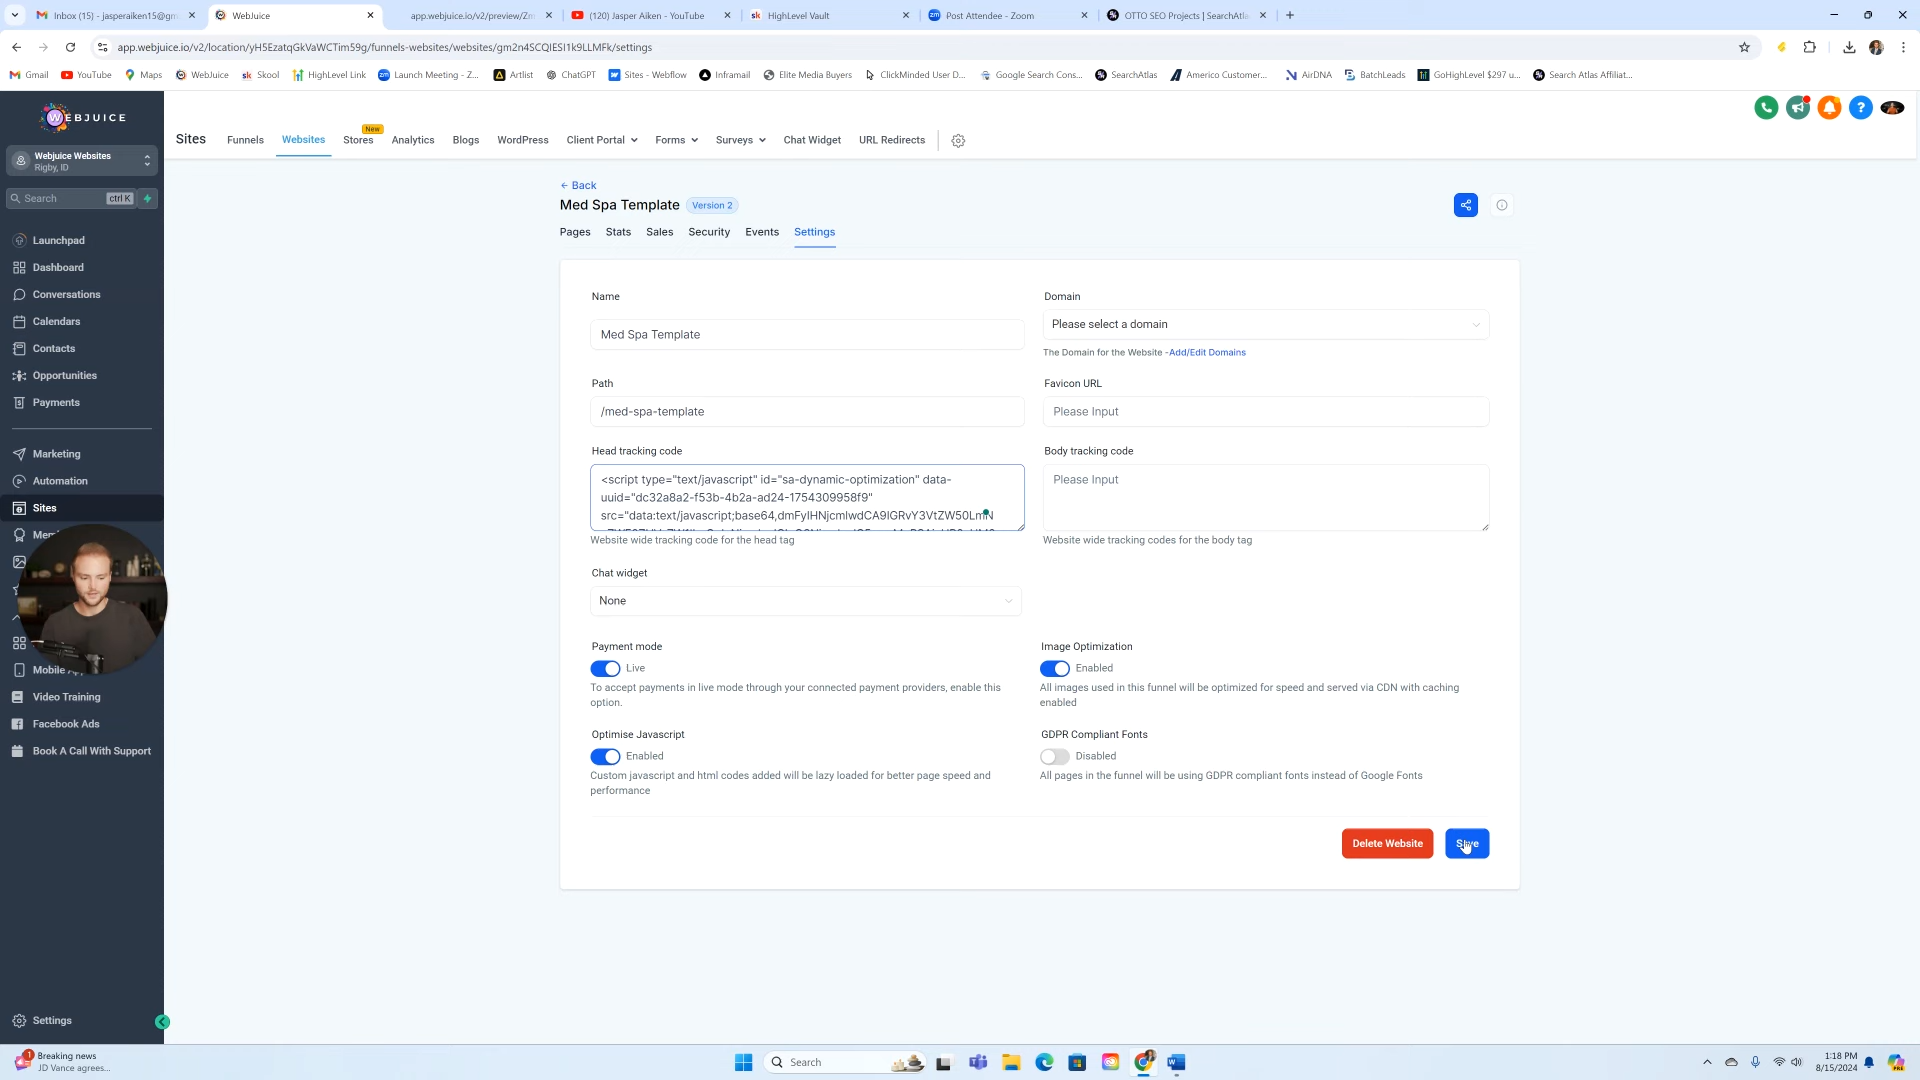 Inbox (15) - jasperaiken15@gm
WebJuice
app.webjuice.io/v2/preview/Zm
(120) Jasper Aiken - YouTube
HighLevel Vault
Post Attendee - Zoom
OTTO SEO Projects | SearchAtla
app.webjuice.io/v2/location/yH5EzatqGkVaWCTim59g/funnels-websites/websites/gm2n4SCQIESI1k9LLMFk/settings
Gmail
YouTube
Maps
WebJuice
Skool
HighLevel Link
Launch Meeting - Z...
Artlist
ChatGPT
Sites - Webflow
Inframail
Elite Media Buyers
ClickMinded User D...
Google Search Cons...
SearchAtlas
Americo Customer...
AirDNA
BatchLeads
GoHighLevel $297 u...
Search Atlas Affiliat...
WEBJUICE
Sites
Funnels
Websites
Stores
New
Analytics
Blogs
WordPress
Client Portal
Forms
Surveys
Chat Widget
URL Redirects
Webjuice Websites
Rigby, ID
Search
ctrl K
Launchpad
Dashboard
Conversations
Calendars
Contacts
Opportunities
Payments
Marketing
Automation
Sites
Mobile
Video Training
Facebook Ads
Book A Call With Support
Settings
← Back
Med Spa Template
Version 2
Pages
Stats
Sales
Security
Events
Settings
Name
Med Spa Template
Domain
Please select a domain
The Domain for the Website -Add/Edit Domains
Path
/med-spa-template
Favicon URL
Please Input
Head tracking code
<script type="text/javascript" id="sa-dynamic-optimization" data-
uuid="dc32a8a2-f53b-4b2a-ad24-1754309958f9"
src="data:text/javascript;base64,dmFyIHNjcmlwdCA9IGRvY3VtZW50LmN
Website wide tracking code for the head tag
Body tracking code
Please Input
Website wide tracking codes for the body tag
Chat widget
None
Payment mode
Live
To accept payments in live mode through your connected payment providers, enable this
option.
Image Optimization
Enabled
All images used in this funnel will be optimized for speed and served via CDN with caching
enabled
Optimise Javascript
Enabled
Custom javascript and html codes added will be lazy loaded for better page speed and
performance
GDPR Compliant Fonts
Disabled
All pages in the funnel will be using GDPR compliant fonts instead of Google Fonts
Delete Website
Save
Breaking news
JD Vance agrees...
Search
1:18 PM
8/15/2024